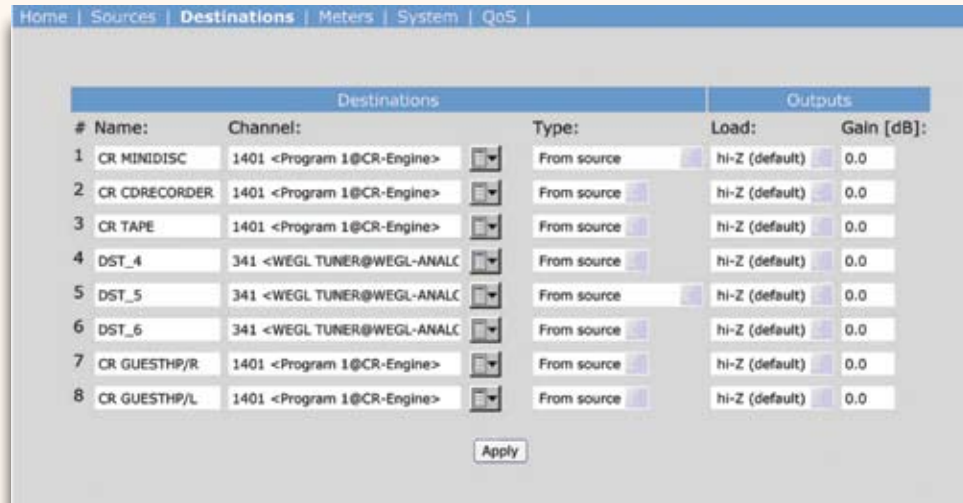 Home | Sources | Destinations | Meters | System | QoS |
Destinations Outputs
# Name: Channel: Type: Load: Gain [dB]:
1 CR MINIDISC 1401 <Program 1@CR-Engine> From source hi-Z (default) 0.0
2 CR CDRECORDER 1401 <Program 1@CR-Engine> From source hi-Z (default) 0.0
3 CR TAPE 1401 <Program 1@CR-Engine> From source hi-Z (default) 0.0
4 DST_4 341 <WEGL TUNER@WEGL-ANALC From source hi-Z (default) 0.0
5 DST_5 341 <WEGL TUNER@WEGL-ANALC From source hi-Z (default) 0.0
6 DST_6 341 <WEGL TUNER@WEGL-ANALC From source hi-Z (default) 0.0
7 CR GUESTHP/R 1401 <Program 1@CR-Engine> From source hi-Z (default) 0.0
8 CR GUESTHP/L 1401 <Program 1@CR-Engine> From source hi-Z (default) 0.0
Apply